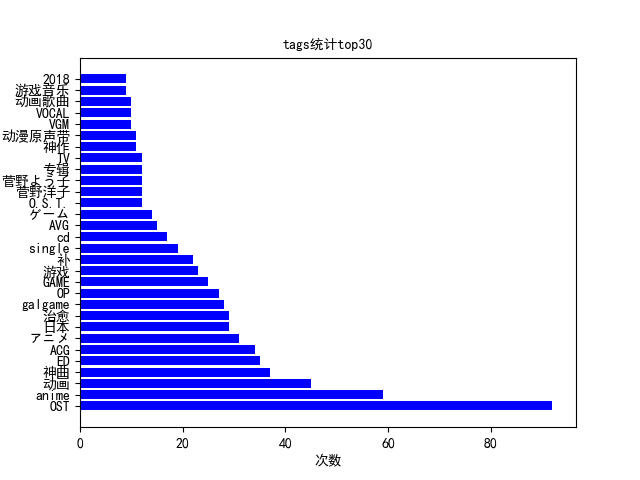 tags统计top30
2018
游戏音乐
动画歌曲
VOCAL
VGM
动漫原声带
神作
TV
专辑
菅野よう子
菅野洋子
O.S.T.
ゲーム
AVG
cd
single
补
游戏
GAME
OP
galgame
治愈
日本
アニメ
ACG
ED
神曲
动画
anime
OST
0 20 40 60 80
次数